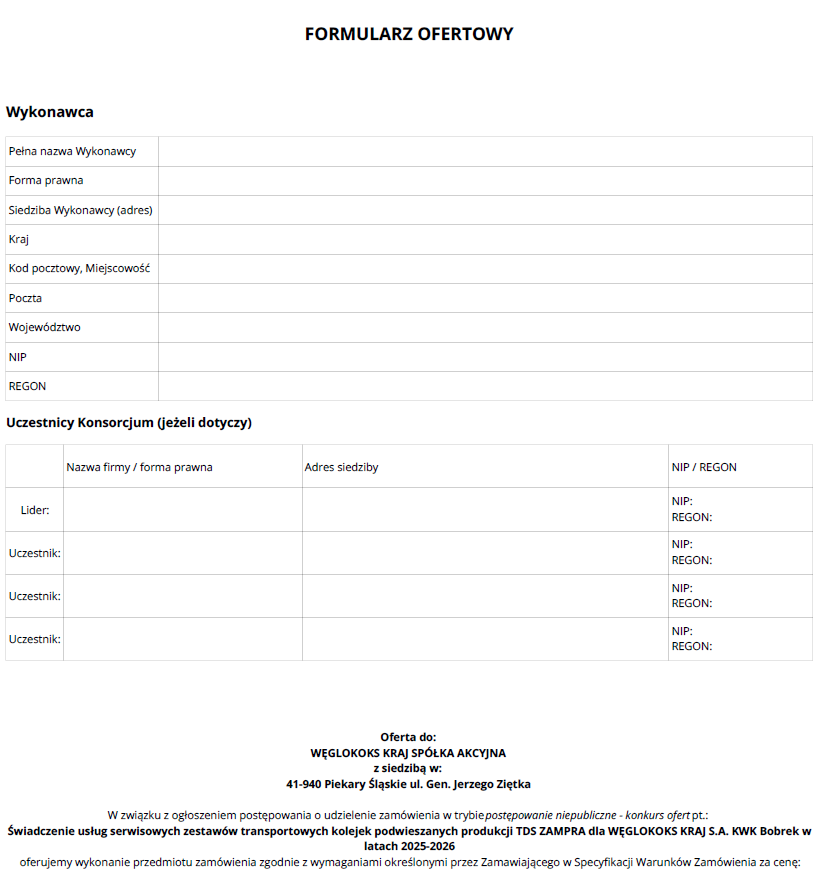 FORMULARZ OFERTOWY
Wykonawca
Pełna nazwa Wykonawcy
Forma prawna
Siedziba Wykonawcy (adres)
Kraj
Kod pocztowy, Miejscowość
Poczta
Województwo
NIP
REGON
Uczestnicy Konsorcjum (jeżeli dotyczy)
Nazwa firmy / forma prawna Adres siedziby NIP / REGON
Lider: NIP:
REGON:
Uczestnik: NIP:
REGON:
Uczestnik: NIP:
REGON:
Uczestnik: NIP:
REGON:
Oferta do:
WĘGLOKOKS KRAJ SPÓŁKA AKCYJNA
z siedzibą w:
41-940 Piekary Śląskie ul. Gen. Jerzego Ziętka
W związku z ogłoszeniem postępowania o udzielenie zamówienia w trybiepostępowanie niepubliczne - konkurs ofert pt.:
Świadczenie usług serwisowych zestawów transportowych kolejek podwieszanych produkcji TDS ZAMPRA dla WĘGLOKOKS KRAJ S.A. KWK Bobrek w
latach 2025-2026
oferujemy wykonanie przedmiotu zamówienia zgodnie z wymaganiami określonymi przez Zamawiającego w Specyfikacji Warunków Zamówienia za cenę: